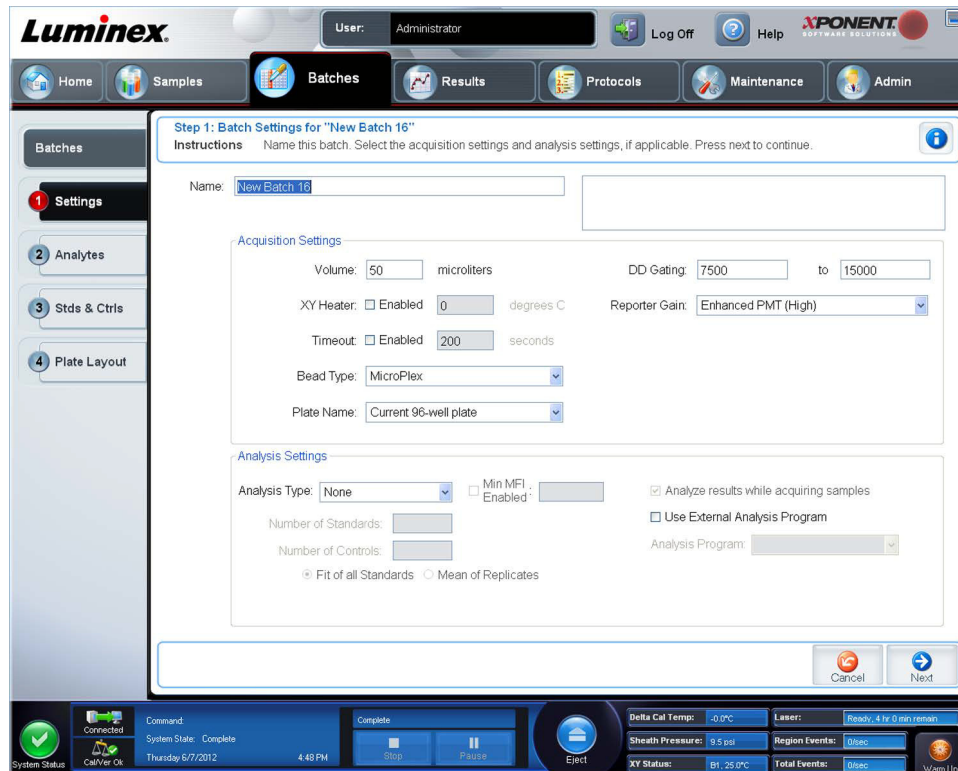 Luminex.
User: Administrator
Log Off
Help
XPONENT.
SOFTWARE SOLUTIONS
Home
Samples
Batches
Results
Protocols
Maintenance
Admin
Batches
1 Settings
2 Analytes
3 Stds & Ctrls
4 Plate Layout
Step 1: Batch Settings for "New Batch 16"
Instructions Name this batch. Select the acquisition settings and analysis settings, if applicable. Press next to continue.
Name: New Batch 16
Acquisition Settings
Volume: 50 microliters
DD Gating: 7500 to 15000
XY Heater: Enabled 0 degrees C
Reporter Gain: Enhanced PMT (High)
Timeout: Enabled 200 seconds
Bead Type: MicroPlex
Plate Name: Current 96-well plate
Analysis Settings
Analysis Type: None
Min MFI Enabled:
Analyze results while acquiring samples
Number of Standards:
Use External Analysis Program
Number of Controls:
Analysis Program:
Fit of all Standards Mean of Replicates
Cancel
Next
System Status
Connected
Cal/Ver Ok
Command:
System State: Complete
Thursday 6/7/2012 4:48 PM
Complete
Stop
Pause
Eject
Delta Cal Temp: -0.0°C
Laser: Ready, 4 hr 0 min remain
Sheath Pressure: 9.5 psi
Region Events: 0/sec
XY Status: B1, 25.0°C
Total Events: 0/sec
Warm Up